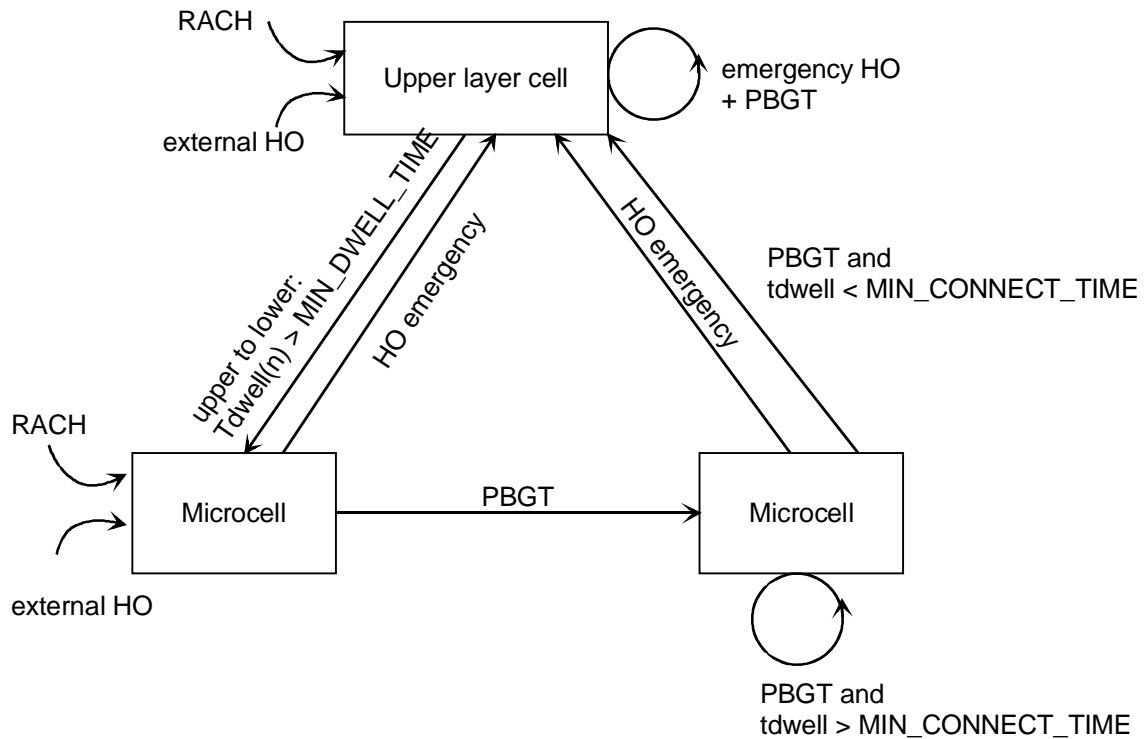 RACH
Upper layer cell
emergency HO
+ PBGT
external HO
upper to lower:
Tdwell(n) > MIN_DWELL_TIME
HO emergency
HO emergency
PBGT and
tdwell < MIN_CONNECT_TIME
RACH
Microcell
PBGT
Microcell
external HO
PBGT and
tdwell > MIN_CONNECT_TIME